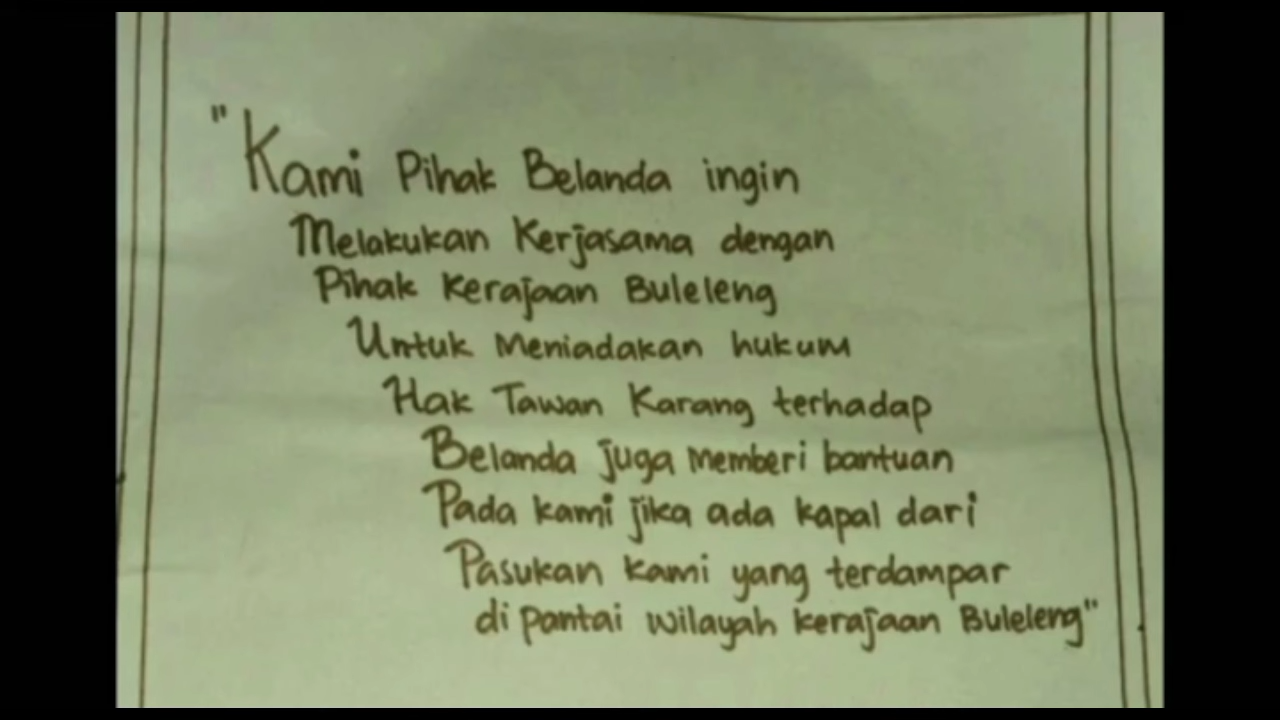 "Kami Pihak Belanda ingin
Melakukan Kerjasama dengan
Pihak Kerajaan Buleleng
Untuk Meniadakan hukum
Hak Tawan Karang terhadap
Belanda juga memberi bantuan
Pada kami jika ada kapal dari
Pasukan kami yang terdampar
di pantai wilayah kerajaan Buleleng"